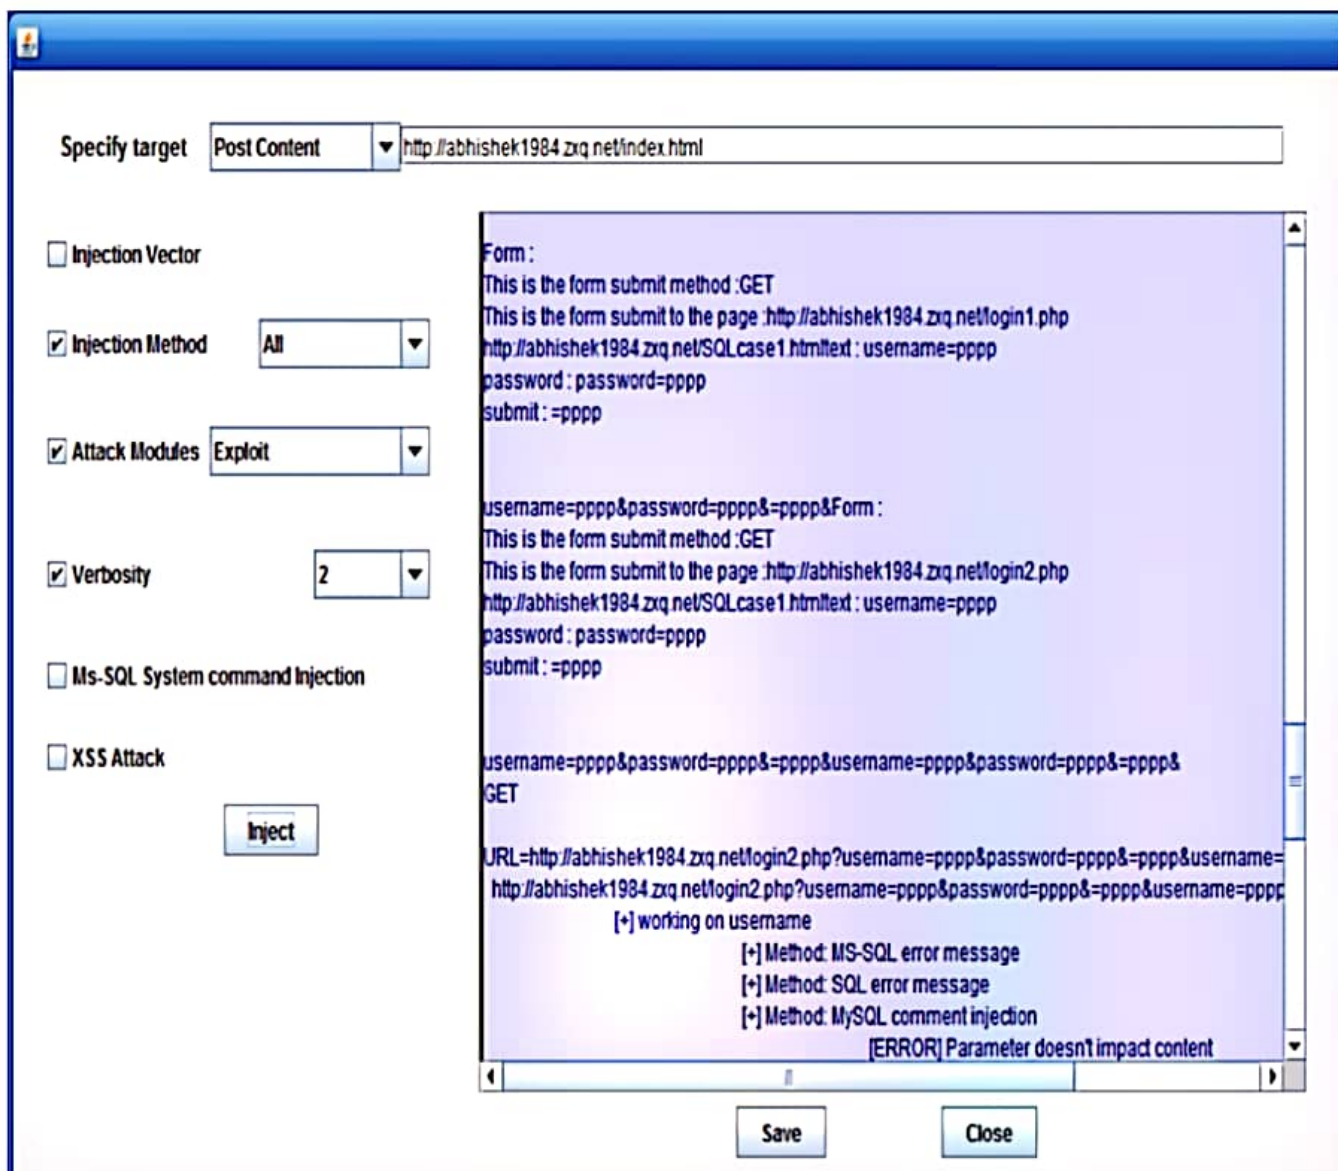 Specify target Post Content http://abhishek1984.zxq.net/index.html
Injection Vector
Injection Method All
Attack Modules Exploit
Verbosity 2
Ms-SQL System command Injection
XSS Attack
Inject
Form :
This is the form submit method :GET
This is the form submit to the page :http://abhishek1984.zxq.net/login1.php
http://abhishek1984.zxq.net/SQLcase1.htmltext : username=pppp
password : password=pppp
submit : =pppp
username=pppp&password=pppp&=pppp&Form :
This is the form submit method :GET
This is the form submit to the page :http://abhishek1984.zxq.net/login2.php
http://abhishek1984.zxq.net/SQLcase1.htmltext : username=pppp
password : password=pppp
submit : =pppp
username=pppp&password=pppp&=pppp&username=pppp&password=pppp&=pppp&
GET
URL=http://abhishek1984.zxq.net/login2.php?username=pppp&password=pppp&=pppp&username=
http://abhishek1984.zxq.net/login2.php?username=pppp&password=pppp&=pppp&username=pppp
[+] working on username
[+] Method: MS-SQL error message
[+] Method: SQL error message
[+] Method: MySQL comment injection
[ERROR] Parameter doesn't impact content
Save Close